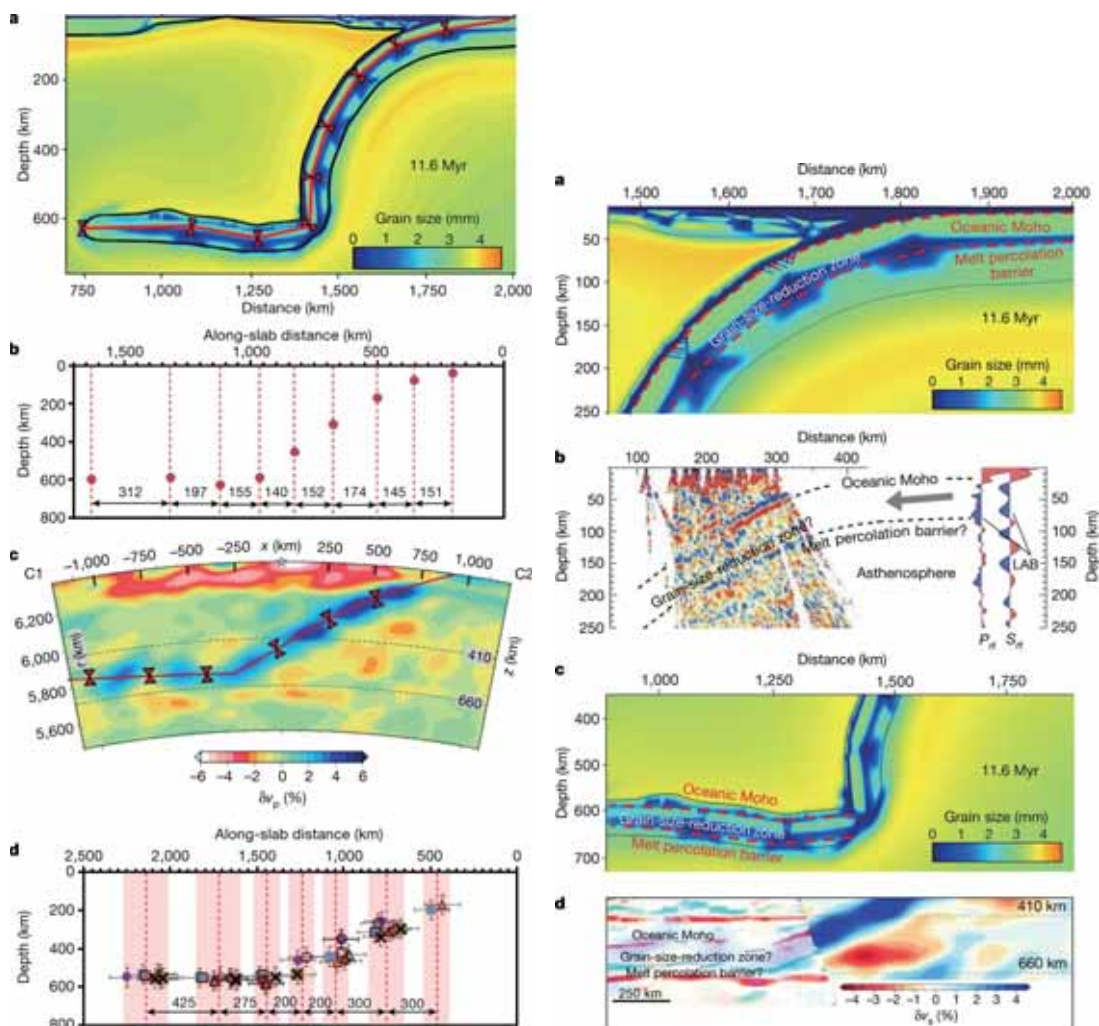 a
Depth (km)
200
400
600
11.6 Myr
Grain size (mm)
0 1 2 3 4
750 1,000 1,250 1,500 1,750 2,000
Distance (km)
b
Along-slab distance (km)
1,500 1,000 500 0
Depth (km)
0
200
400
600
800
312 197 155 140 152 174 145 151
c
C1 −1,000 −750 −500 −250 x (km) 250 500 750 1,000 C2
6,200
6,000
5,800
5,600
r (km)
410
660
z (km)
−6 −4 −2 0 2 4 6
δvp (%)
d
Along-slab distance (km)
2,500 2,000 1,500 1,000 500 0
Depth (km)
0
200
400
600
800
425 275 200 200 300 300
a
Distance (km)
1,500 1,600 1,700 1,800 1,900 2,000
Depth (km)
50
100
150
200
250
Oceanic Moho
Melt percolation
barrier
Grain-size-reduction zone
11.6 Myr
Grain size (mm)
0 1 2 3 4
b
Distance (km)
100 200 300 400
Depth (km)
50
100
150
200
250
Oceanic Moho
Melt percolation barrier?
Grain-size-reduction zone?
Asthenosphere
LAB
50
100
150
200
250
Depth (km)
Prf Srf
c
Distance (km)
1,000 1,250 1,500 1,750
Depth (km)
400
500
600
700
Oceanic Moho
Grain-size-reduction zone
Melt percolation barrier
11.6 Myr
Grain size (mm)
0 1 2 3 4
d
410 km
Oceanic Moho
Grain-size-reduction zone?
Melt percolation barrier?
660 km
250 km
−4 −3 −2 −1 0 1 2 3 4
δvs (%)